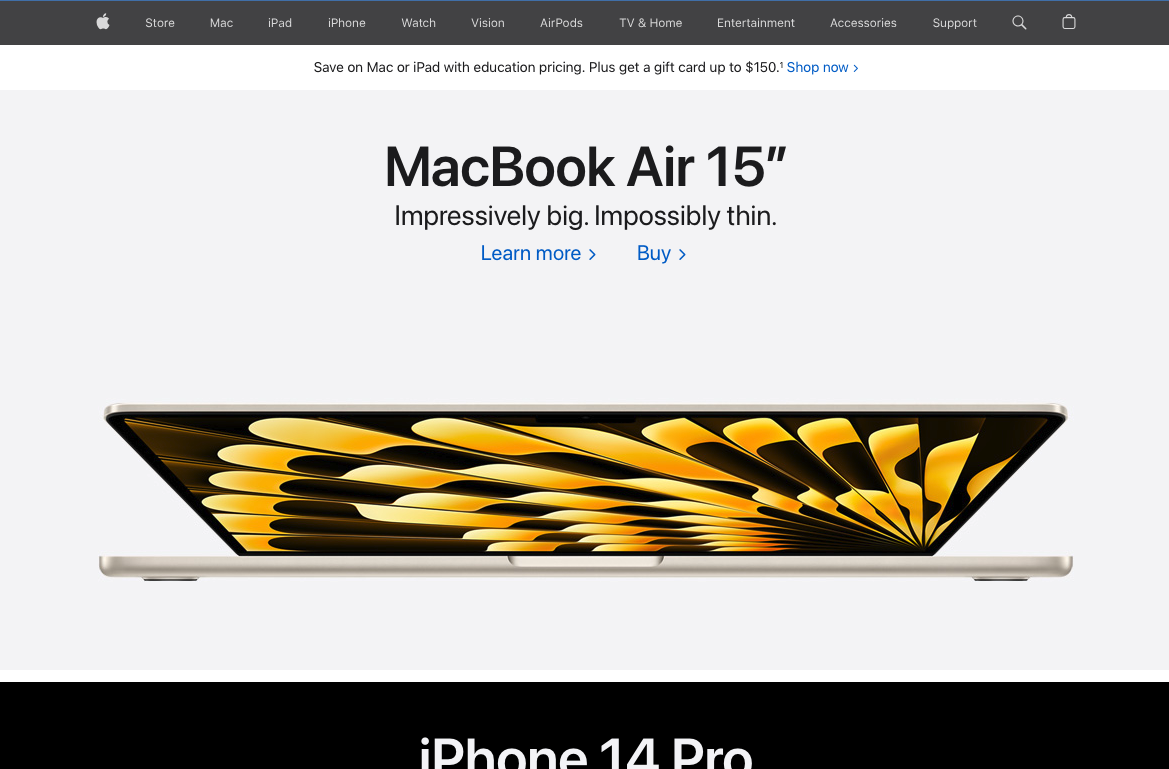 Store Mac iPad iPhone Watch Vision AirPods TV & Home Entertainment Accessories Support
Save on Mac or iPad with education pricing. Plus get a gift card up to $150.¹ Shop now >
MacBook Air 15”
Impressively big. Impossibly thin.
Learn more > Buy >
iPhone 14 Pro